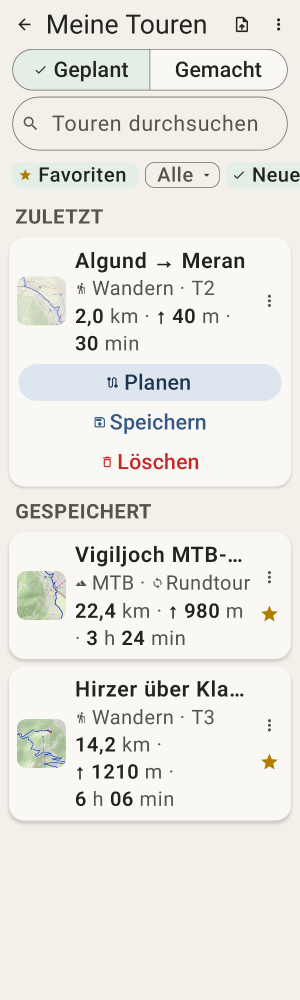 Meine Touren
Geplant
Gemacht
Touren durchsuchen
Favoriten
Alle
Neue
ZULETZT
Algund → Meran
Wandern · T2
2,0 km · ↑ 40 m ·
30 min
Planen
Speichern
Löschen
GESPEICHERT
Vigiljoch MTB-…
MTB · Rundtour
22,4 km · ↑ 980 m
· 3 h 24 min
Hirzer über Kla…
Wandern · T3
14,2 km ·
↑ 1210 m ·
6 h 06 min